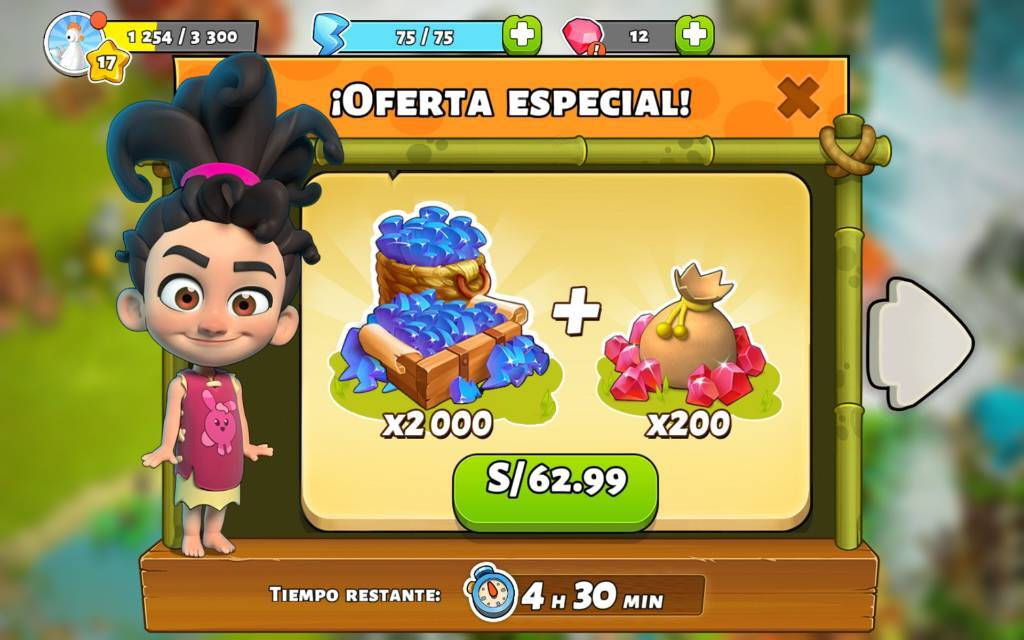 1 254 / 3 300
75 / 75
12
17
¡OFERTA ESPECIAL!
X2 000
X200
S/62.99
TIEMPO RESTANTE: 4 H 30 MIN